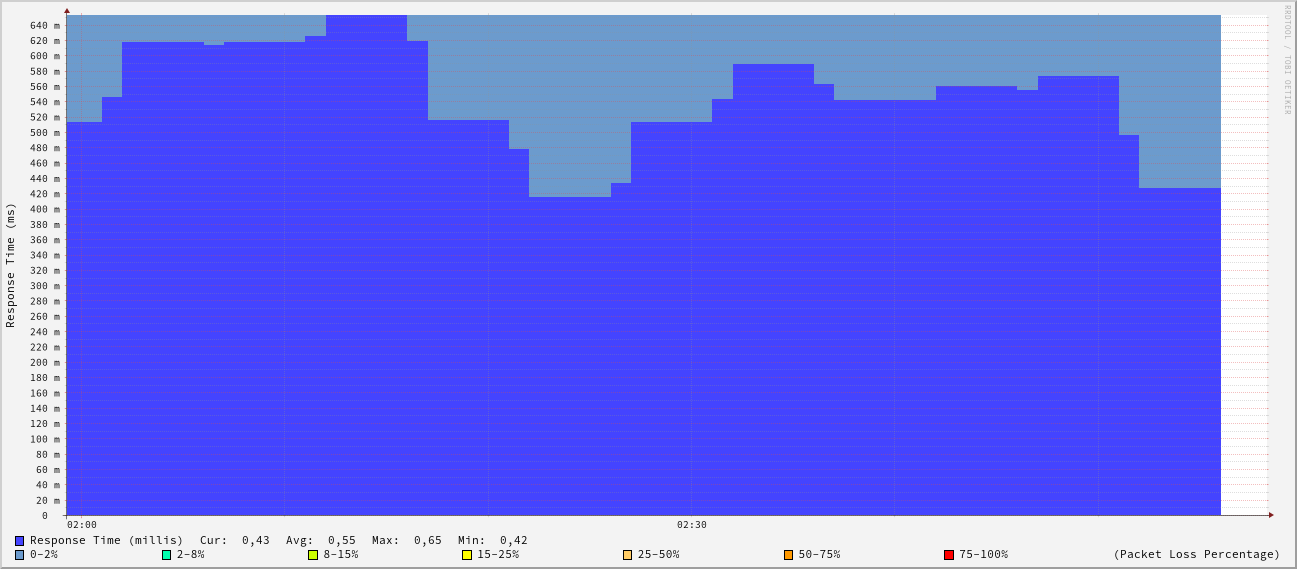 RRDTOOL / TOBI OETIKER
Response Time (ms)
640 m
620 m
600 m
580 m
560 m
540 m
520 m
500 m
480 m
460 m
440 m
420 m
400 m
380 m
360 m
340 m
320 m
300 m
280 m
260 m
240 m
220 m
200 m
180 m
160 m
140 m
120 m
100 m
80 m
60 m
40 m
20 m
0
02:00 02:30
Response Time (millis) Cur: 0,43 Avg: 0,55 Max: 0,65 Min: 0,42
0-2% 2-8% 8-15% 15-25% 25-50% 50-75% 75-100% (Packet Loss Percentage)